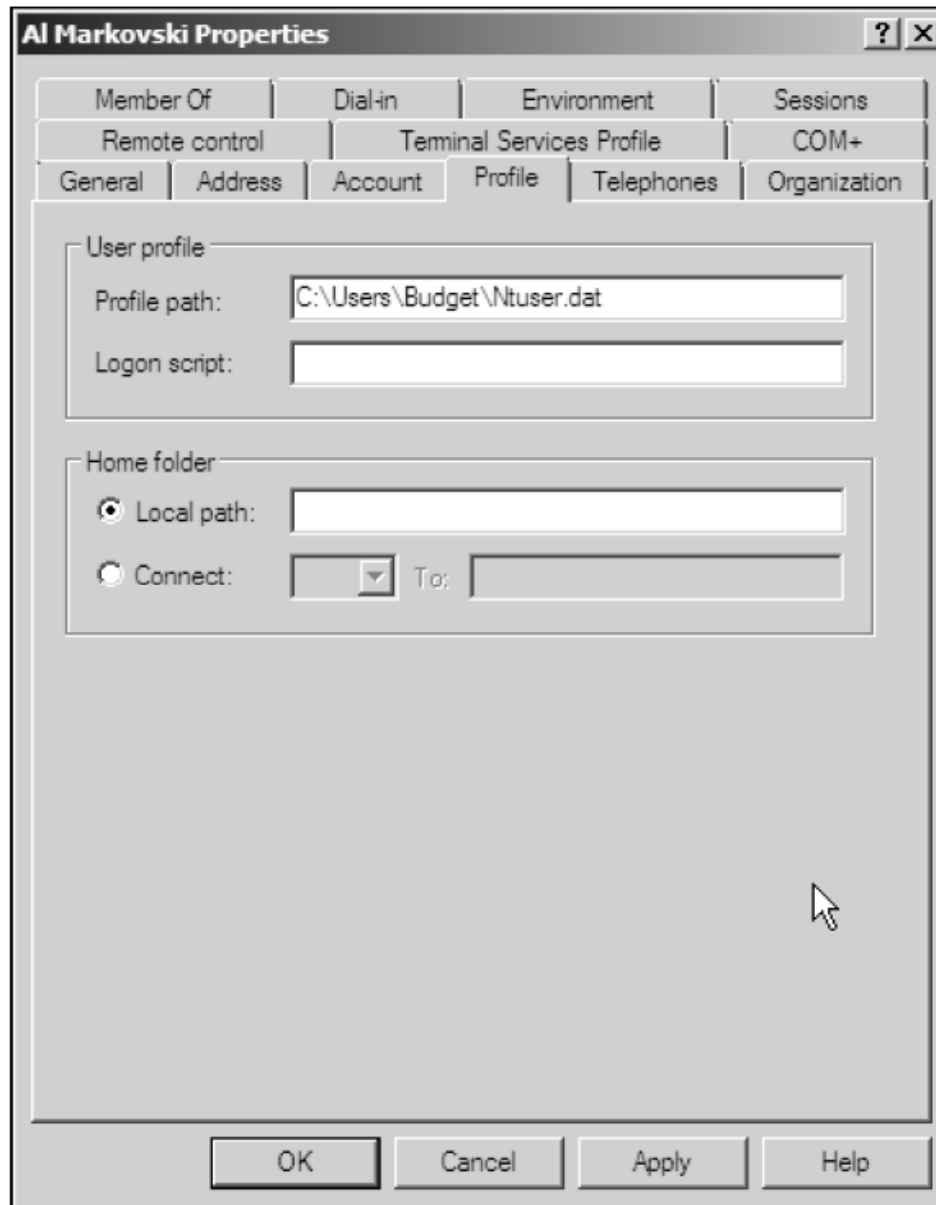 Al Markovski Properties
Member Of Dial-in Environment Sessions
Remote control Terminal Services Profile COM+
General Address Account Profile Telephones Organization
User profile
Profile path: C:\Users\Budget\Ntuser.dat
Logon script:
Home folder
Local path:
Connect: To:
OK Cancel Apply Help